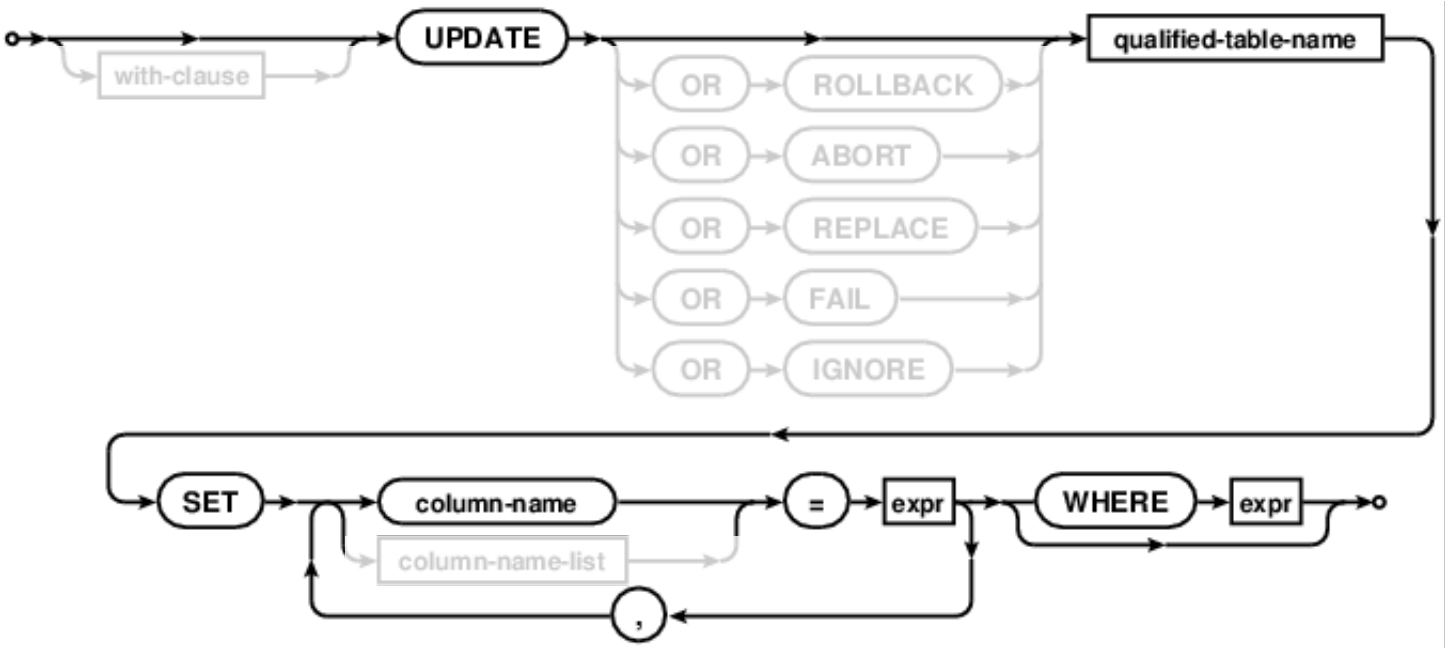 UPDATE qualified-table-name
with-clause
OR ROLLBACK
OR ABORT
OR REPLACE
OR FAIL
OR IGNORE
SET column-name = expr WHERE expr
column-name-list
,